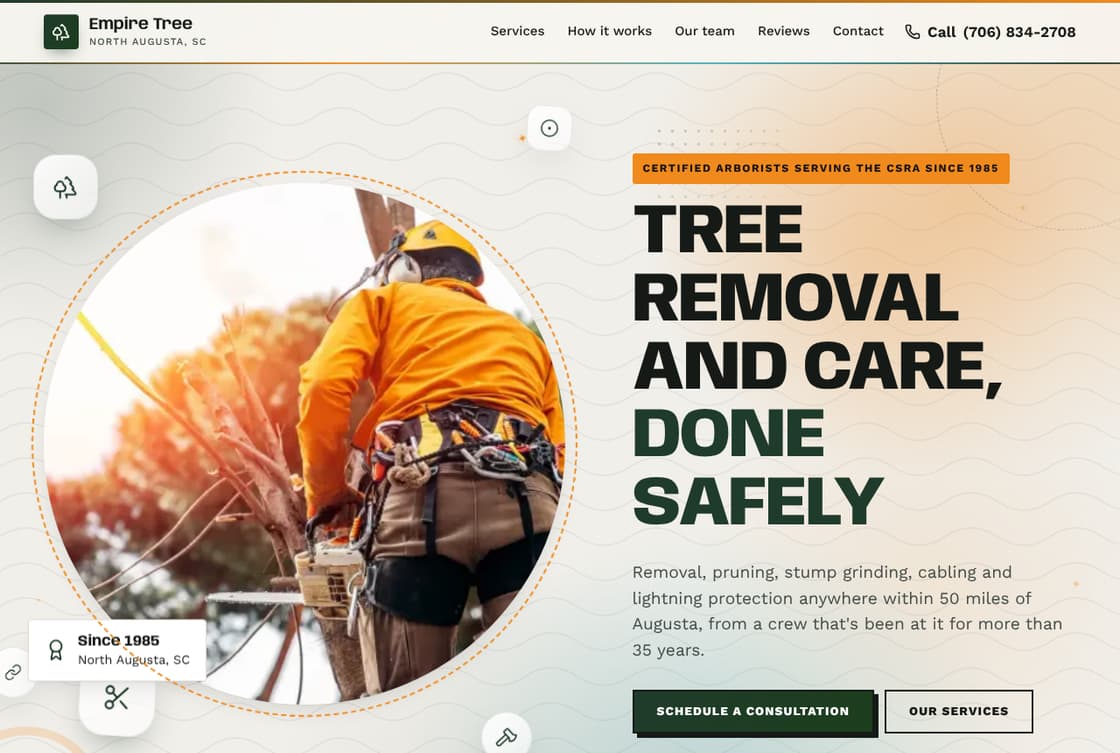 Empire Tree
NORTH AUGUSTA, SC
Services
How it works
Our team
Reviews
Contact
Call (706) 834-2708
CERTIFIED ARBORISTS SERVING THE CSRA SINCE 1985
TREE
REMOVAL
AND CARE,
DONE
SAFELY
Removal, pruning, stump grinding, cabling and
lightning protection anywhere within 50 miles of
Augusta, from a crew that's been at it for more than
35 years.
SCHEDULE A CONSULTATION
OUR SERVICES
Since 1985
North Augusta, SC